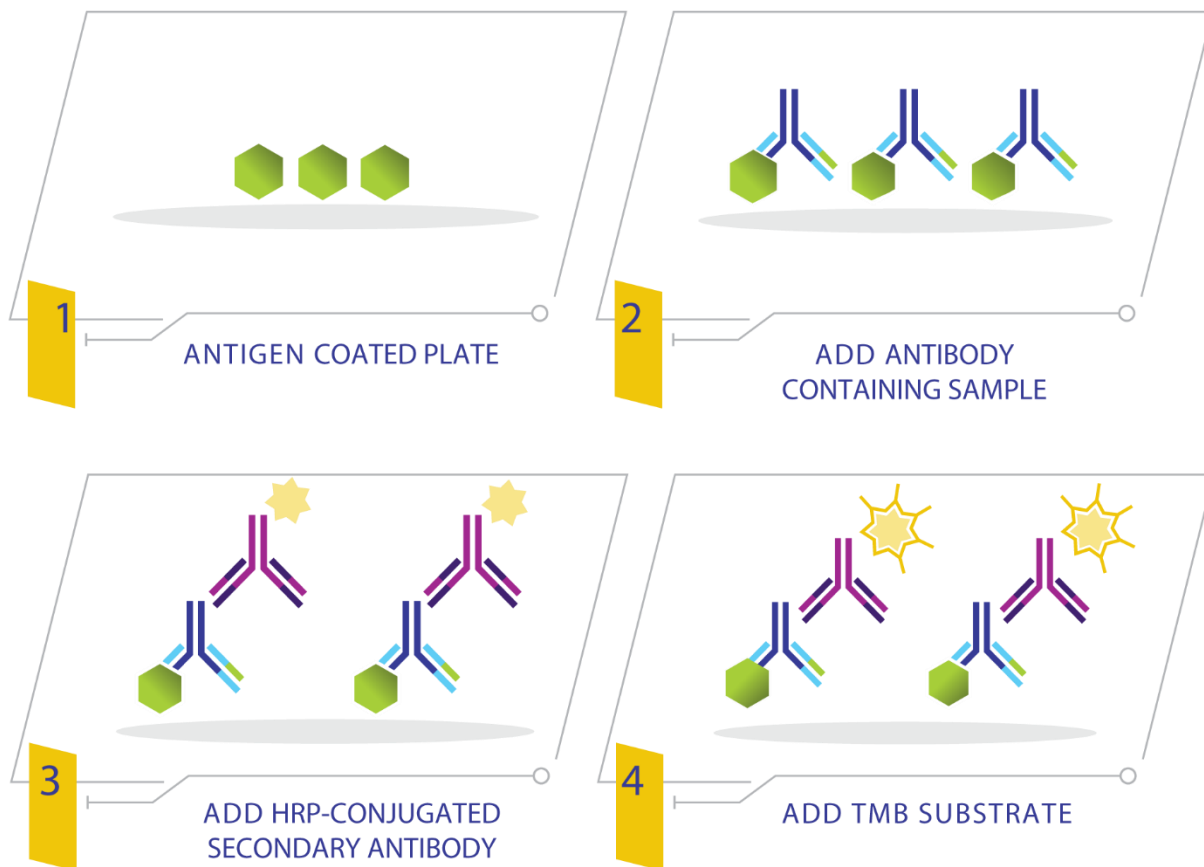 1
ANTIGEN COATED PLATE
2
ADD ANTIBODY
CONTAINING SAMPLE
3
ADD HRP-CONJUGATED
SECONDARY ANTIBODY
4
ADD TMB SUBSTRATE